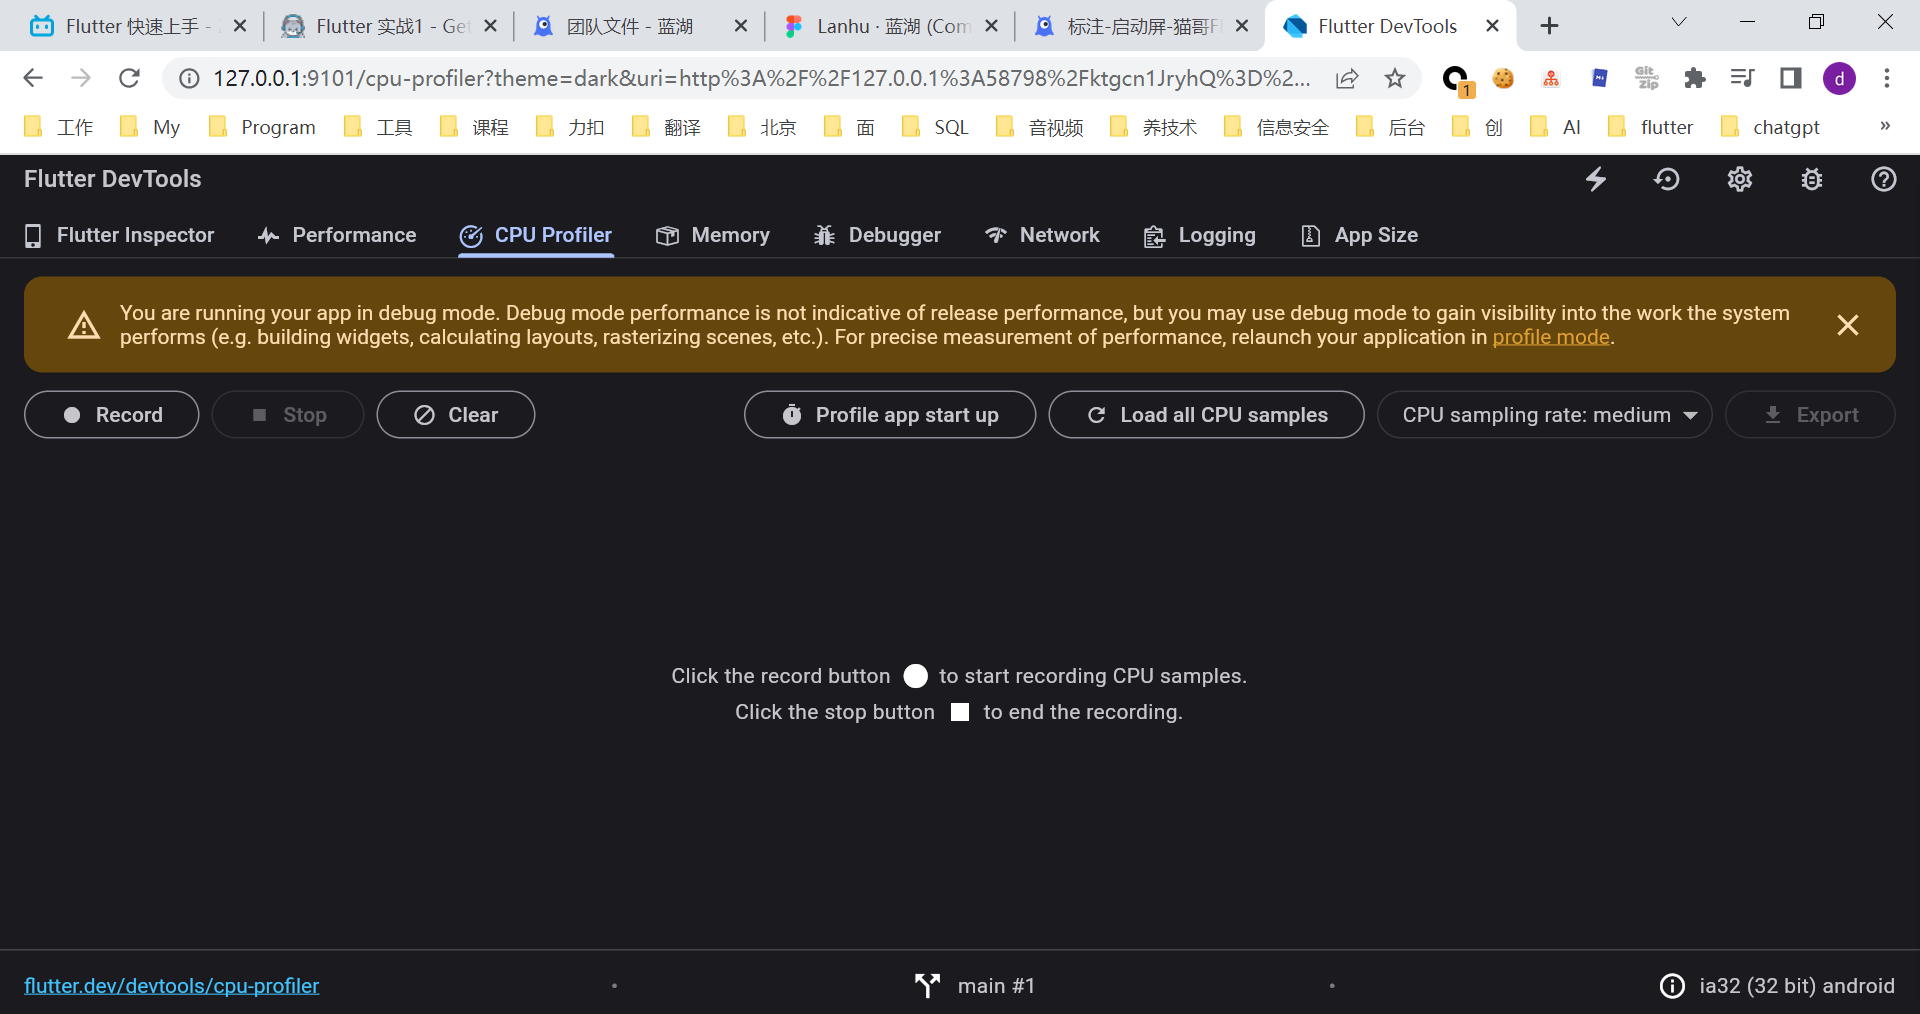 Flutter 快速上手 -
Flutter 实战1 - Get
团队文件 - 蓝湖
Lanhu · 蓝湖 (Com
标注-启动屏-猫哥Fl
Flutter DevTools
127.0.0.1:9101/cpu-profiler?theme=dark&uri=http%3A%2F%2F127.0.0.1%3A58798%2Fktgcn1JryhQ%3D%2...
1
Git Zip
d
工作
My
Program
工具
课程
力扣
翻译
北京
面
SQL
音视频
养技术
信息安全
后台
创
AI
flutter
chatgpt
»
Flutter DevTools
Flutter Inspector
Performance
CPU Profiler
Memory
Debugger
Network
Logging
App Size
You are running your app in debug mode. Debug mode performance is not indicative of release performance, but you may use debug mode to gain visibility into the work the system
performs (e.g. building widgets, calculating layouts, rasterizing scenes, etc.). For precise measurement of performance, relaunch your application in profile mode.
Record
Stop
Clear
Profile app start up
Load all CPU samples
CPU sampling rate: medium
Export
Click the record button to start recording CPU samples.
Click the stop button to end the recording.
flutter.dev/devtools/cpu-profiler
main #1
ia32 (32 bit) android